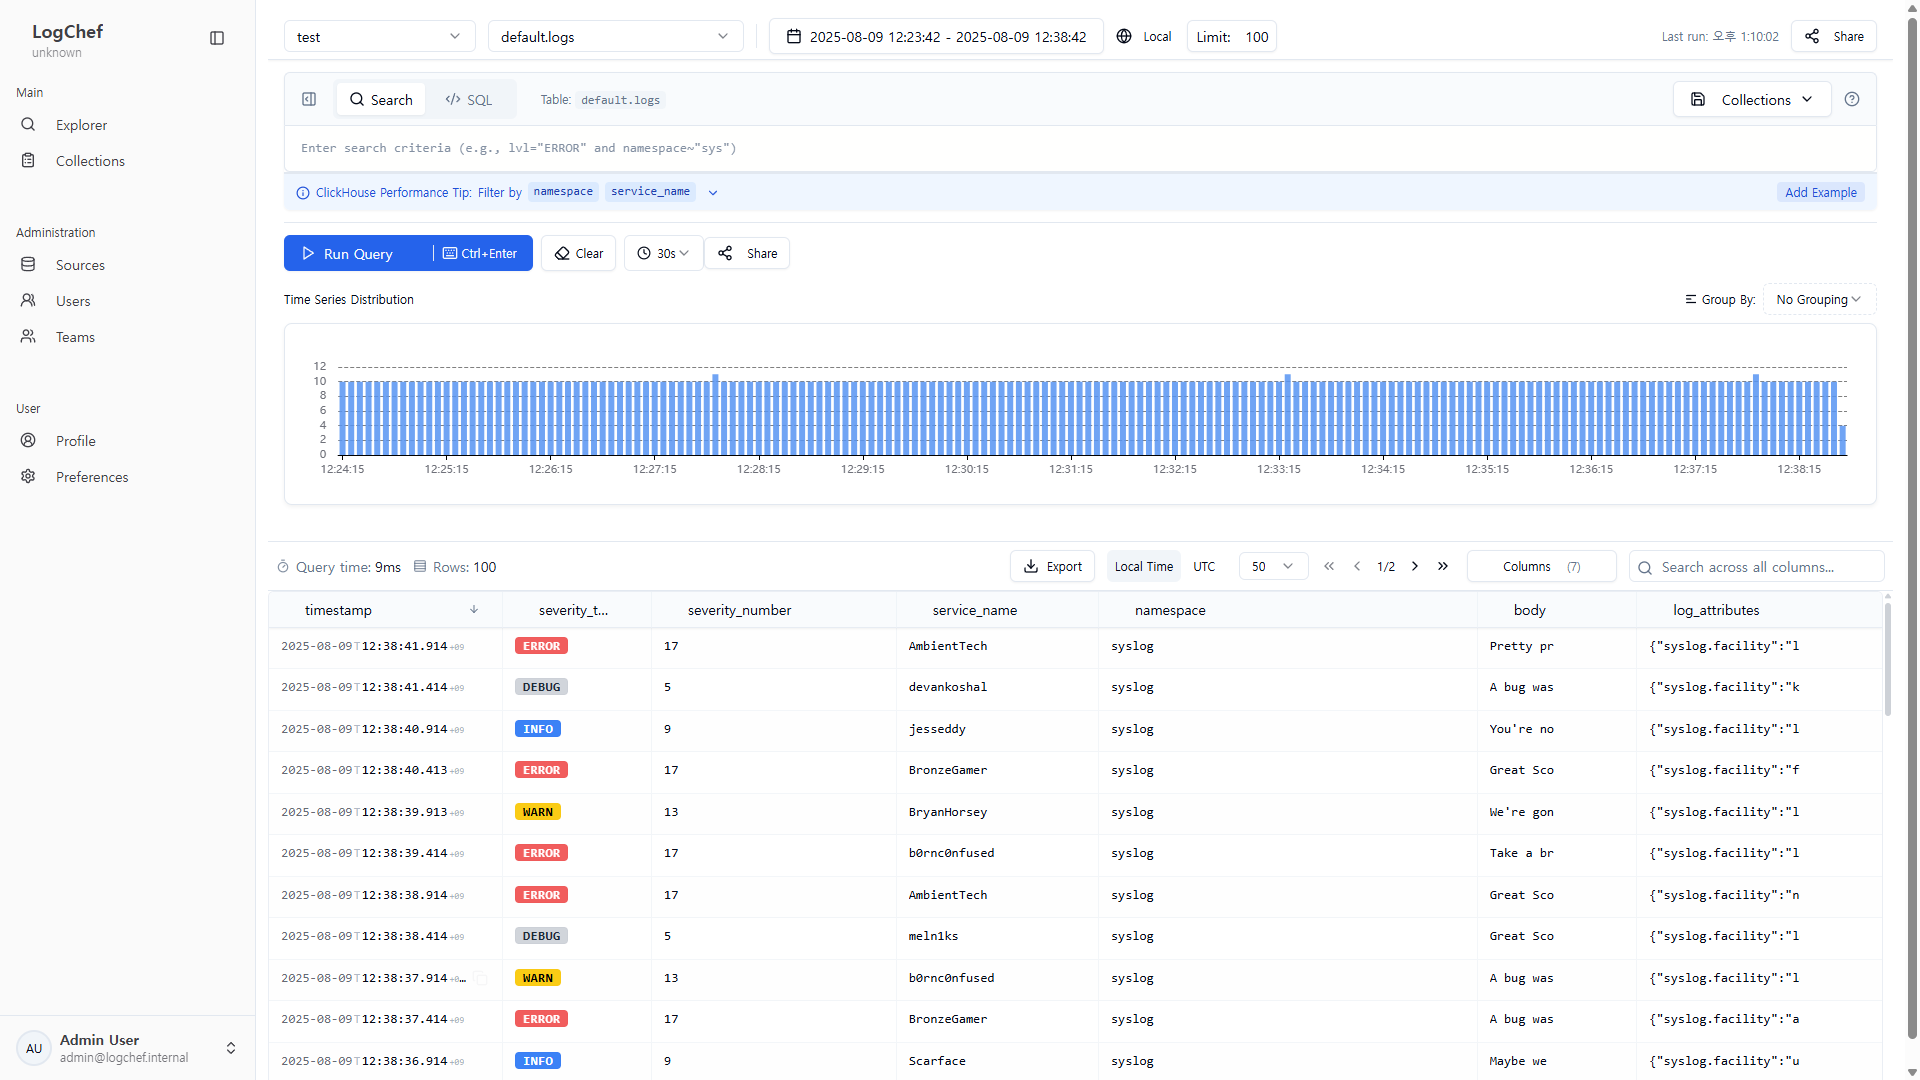 LogChef
unknown
Main
Explorer
Collections
Administration
Sources
Users
Teams
User
Profile
Preferences
AU
Admin User
admin@logchef.internal
test
default.logs
2025-08-09 12:23:42 - 2025-08-09 12:38:42
Local
Limit: 100
Last run: 오후 1:10:02
Share
Search
SQL
Table: default.logs
Collections
Enter search criteria (e.g., lvl="ERROR" and namespace~"sys")
ClickHouse Performance Tip: Filter by namespace service_name
Add Example
Run Query
Ctrl+Enter
Clear
30s
Share
Time Series Distribution
Group By:
No Grouping
12
10
8
6
4
2
0
12:24:15 12:25:15 12:26:15 12:27:15 12:28:15 12:29:15 12:30:15 12:31:15 12:32:15 12:33:15 12:34:15 12:35:15 12:36:15 12:37:15 12:38:15
Query time: 9ms
Rows: 100
Export
Local Time
UTC
50
1/2
Columns (7)
Search across all columns...
timestamp severity_t... severity_number service_name namespace body log_attributes
2025-08-09T12:38:41.914+09 ERROR 17 AmbientTech syslog Pretty pr {"syslog.facility":"l
2025-08-09T12:38:41.414+09 DEBUG 5 devankoshal syslog A bug was {"syslog.facility":"k
2025-08-09T12:38:40.914+09 INFO 9 jesseddy syslog You're no {"syslog.facility":"l
2025-08-09T12:38:40.413+09 ERROR 17 BronzeGamer syslog Great Sco {"syslog.facility":"f
2025-08-09T12:38:39.913+09 WARN 13 BryanHorsey syslog We're gon {"syslog.facility":"l
2025-08-09T12:38:39.414+09 ERROR 17 b0rnc0nfused syslog Take a br {"syslog.facility":"l
2025-08-09T12:38:38.914+09 ERROR 17 AmbientTech syslog Great Sco {"syslog.facility":"n
2025-08-09T12:38:38.414+09 DEBUG 5 meln1ks syslog Great Sco {"syslog.facility":"l
2025-08-09T12:38:37.914+0… WARN 13 b0rnc0nfused syslog A bug was {"syslog.facility":"l
2025-08-09T12:38:37.414+09 ERROR 17 BronzeGamer syslog A bug was {"syslog.facility":"a
2025-08-09T12:38:36.914+09 INFO 9 Scarface syslog Maybe we {"syslog.facility":"u